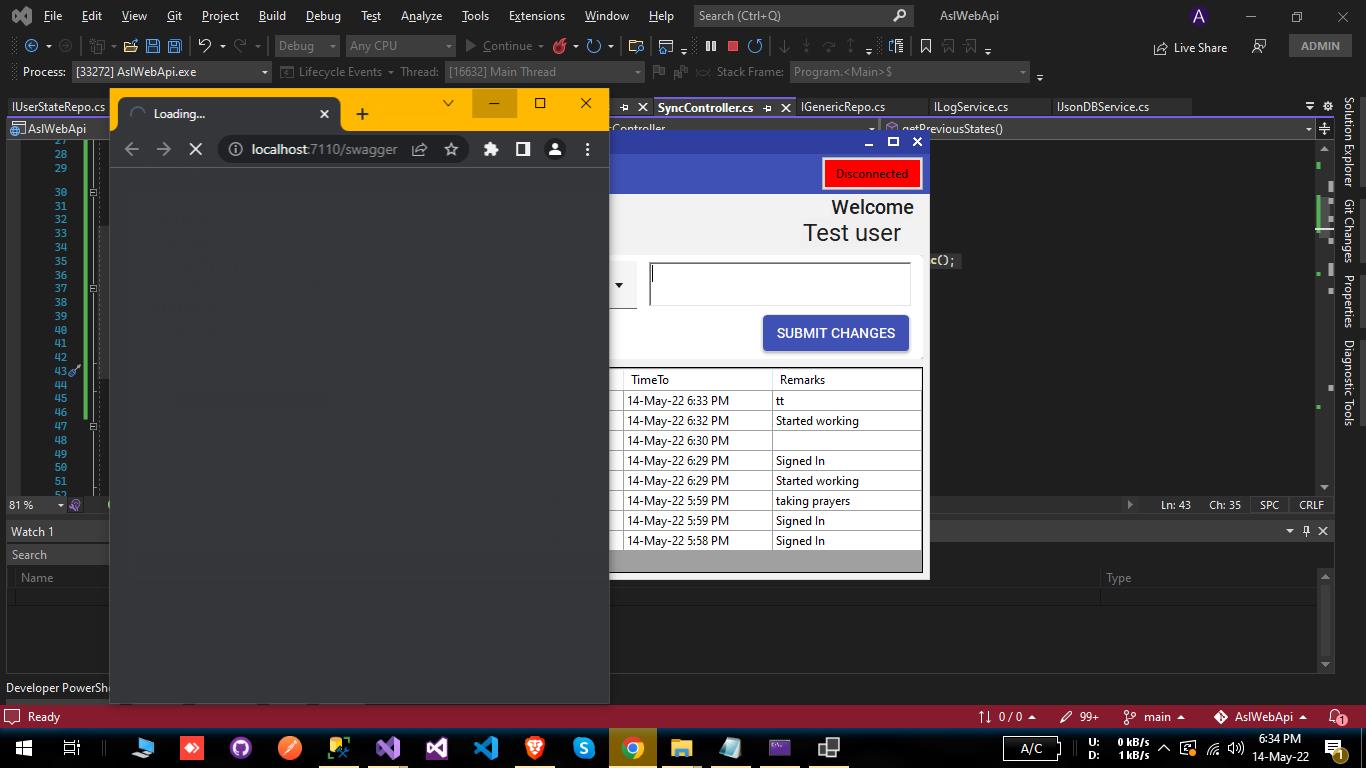 File Edit View Git Project Build Debug Test Analyze Tools Extensions Window Help Search (Ctrl+Q) AslWebApi A
Debug Any CPU Continue Live Share ADMIN
Process: [33272] AslWebApi.exe Lifecycle Events Thread: [16632] Main Thread Stack Frame: Program.<Main>$
IUserStateRepo.cs SyncController.cs IGenericRepo.cs ILogService.cs IJsonDBService.cs
Loading...
AslWebApi Controller getPreviousStates()
localhost:7110/swagger
Disconnected
Welcome
Test user
c();
SUBMIT CHANGES
TimeTo Remarks
14-May-22 6:33 PM tt
14-May-22 6:32 PM Started working
14-May-22 6:30 PM
14-May-22 6:29 PM Signed In
14-May-22 6:29 PM Started working
14-May-22 5:59 PM taking prayers
14-May-22 5:59 PM Signed In
14-May-22 5:58 PM Signed In
27
28
29
30
31
32
33
34
35
36
37
38
39
40
41
42
43
44
45
46
47
48
49
50
51
52
Solution Explorer
Git Changes
Properties
Diagnostic Tools
81 % Ln: 43 Ch: 35 SPC CRLF
Watch 1
Search
Name Type
Developer PowerShe
Ready 0 / 0 99+ main AslWebApi 1
A/C U: 0 kB/s 6:34 PM
D: 1 kB/s 14-May-22 1